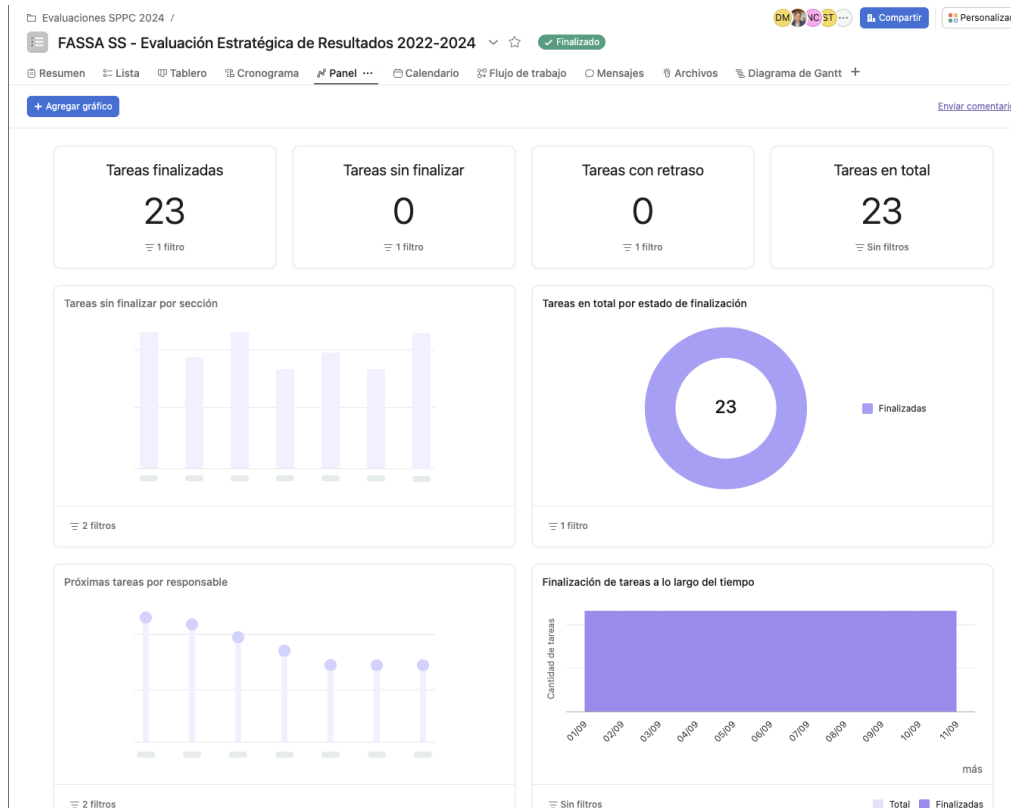 Evaluaciones SPPC 2024 /
FASSA SS - Evaluación Estratégica de Resultados 2022-2024
Finalizado
DM NC ST ...
Compartir
Personalizar
Resumen Lista Tablero Cronograma Panel ... Calendario Flujo de trabajo Mensajes Archivos Diagrama de Gantt +
+ Agregar gráfico
Enviar comentario
Tareas finalizadas
23
1 filtro
Tareas sin finalizar
0
1 filtro
Tareas con retraso
0
1 filtro
Tareas en total
23
Sin filtros
Tareas sin finalizar por sección
2 filtros
Tareas en total por estado de finalización
23
Finalizadas
1 filtro
Próximas tareas por responsable
2 filtros
Finalización de tareas a lo largo del tiempo
Cantidad de tareas
01/09 02/09 03/09 04/09 05/09 06/09 07/09 08/09 09/09 10/09 11/09
más
Sin filtros
Total Finalizadas